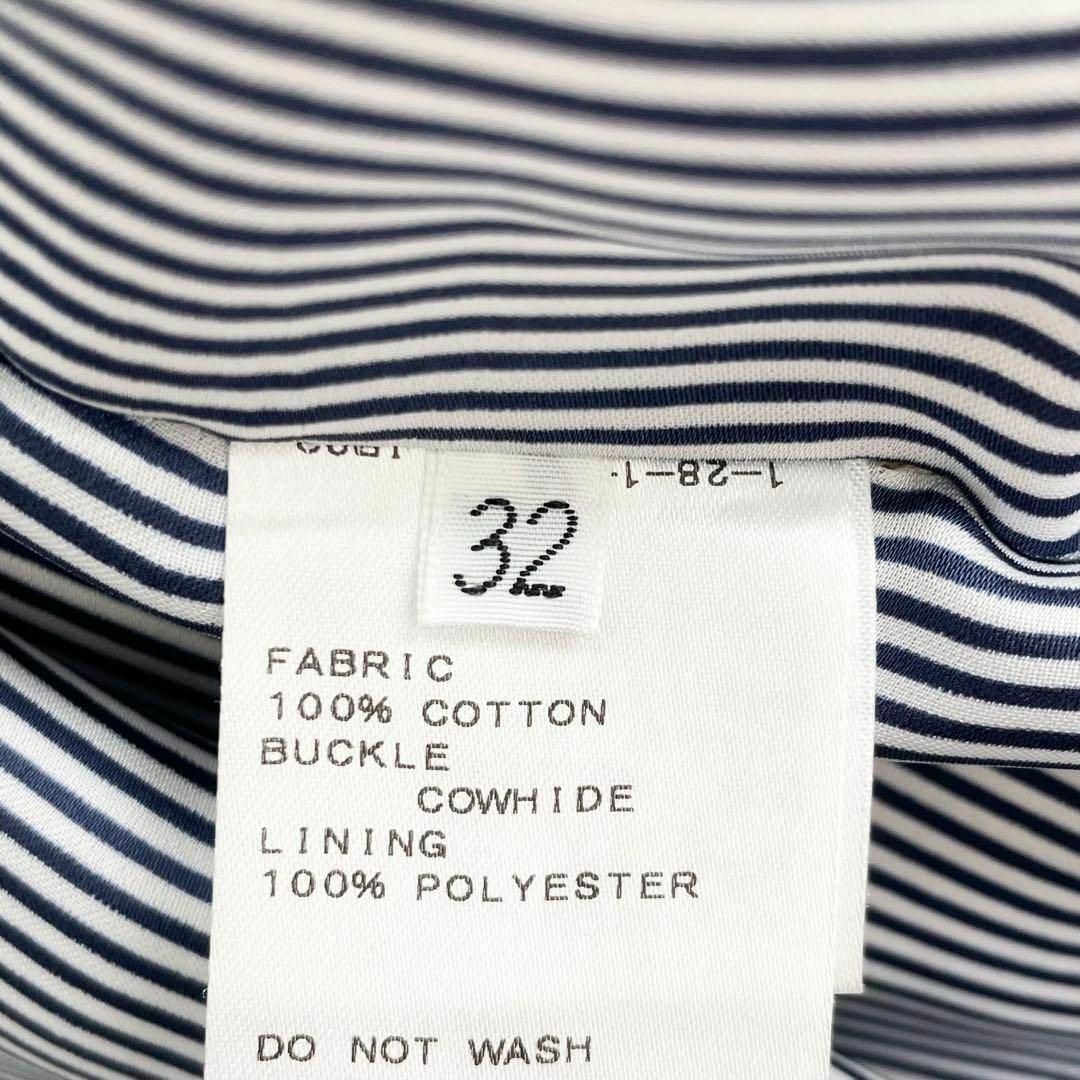 1-28-1
32
FABRIC
100% COTTON
BUCKLE
COWHIDE
LINING
100% POLYESTER
DO NOT WASH